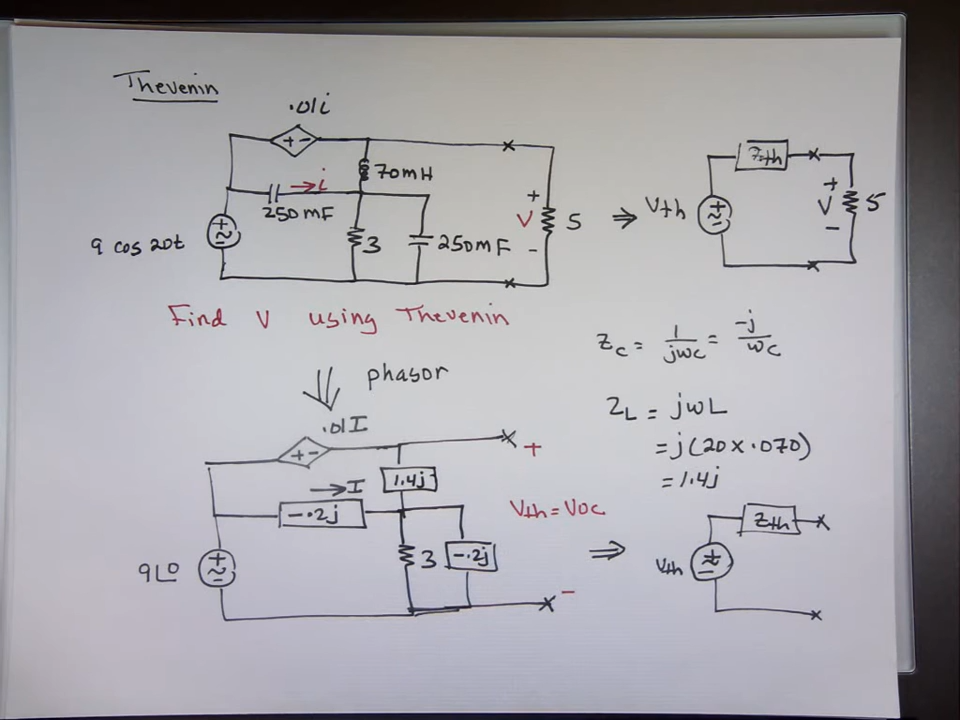 Thevenin
.01i
+ -
70mH
i
250mF
9 cos 20t
+
~
-
3
250mF
+
V
-
5
⇒
Vth
+
~
-
Zth
+
V
-
5
Find V using Thevenin
Zc = 1/jwc = -j/wc
phasor
ZL = jwL
= j(20x.070)
= 1.4j
.01I
+ -
+
1.4j
I
-.2j
Vth = Voc
9∠0
+
~
-
3
-.2j
-
⇒
Vth
+
~
-
Zth